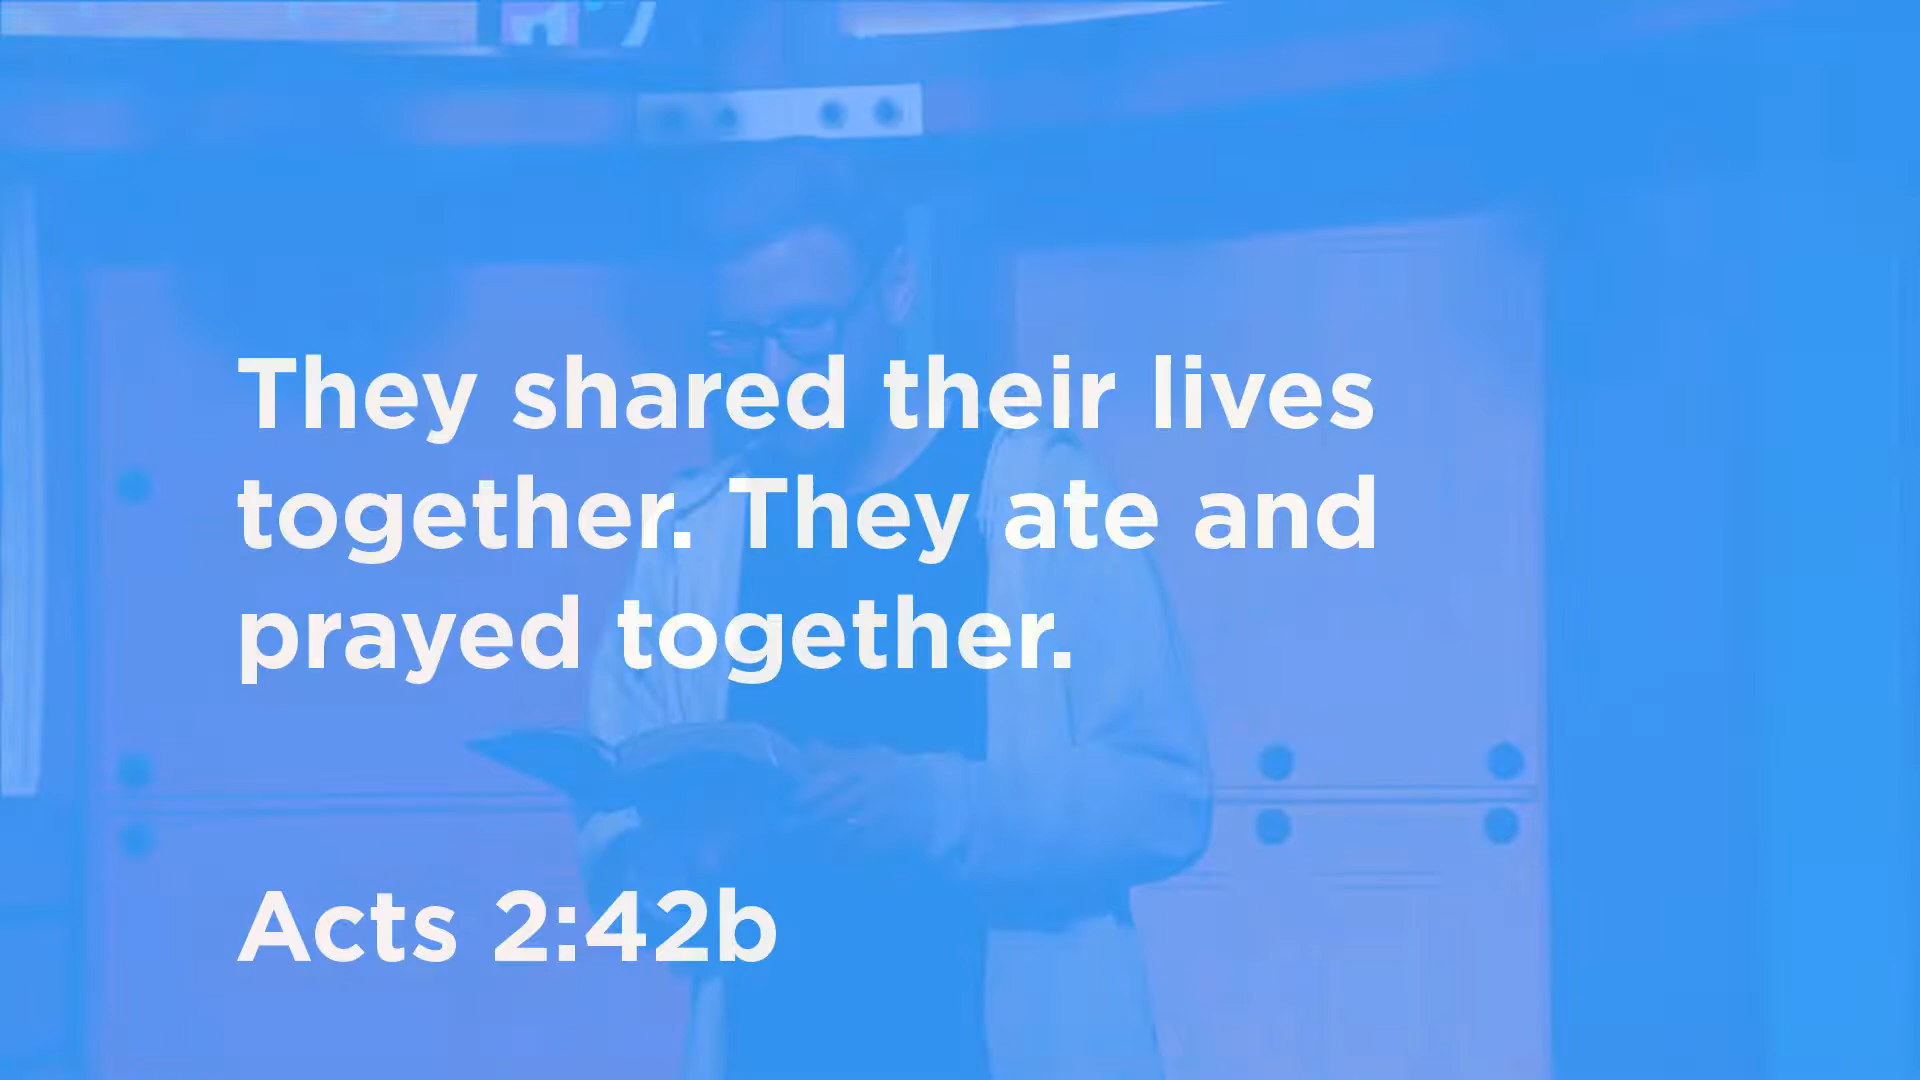 They shared their lives
together. They ate and
prayed together.
Acts 2:42b